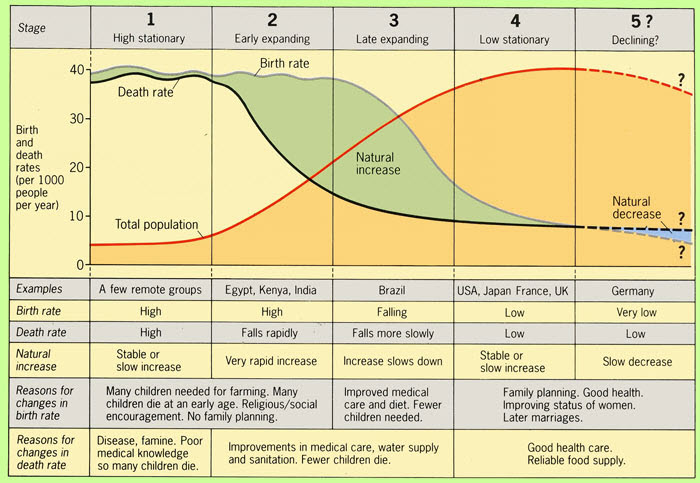 Stage
1
High stationary
2
Early expanding
3
Late expanding
4
Low stationary
5 ?
Declining?
Birth
and
death
rates
(per 1000
people
per year)
40
30
20
10
0
Birth rate
Death rate
Total population
Natural
increase
Natural
decrease
?
?
?
Examples
A few remote groups
Egypt, Kenya, India
Brazil
USA, Japan France, UK
Germany
Birth rate
High
High
Falling
Low
Very low
Death rate
High
Falls rapidly
Falls more slowly
Low
Low
Natural
increase
Stable or
slow increase
Very rapid increase
Increase slows down
Stable or
slow increase
Slow decrease
Reasons for
changes in
birth rate
Many children needed for farming. Many
children die at an early age. Religious/social
encouragement. No family planning.
Improved medical
care and diet. Fewer
children needed.
Family planning. Good health.
Improving status of women.
Later marriages.
Reasons for
changes in
death rate
Disease, famine. Poor
medical knowledge
so many children die.
Improvements in medical care, water supply
and sanitation. Fewer children die.
Good health care.
Reliable food supply.